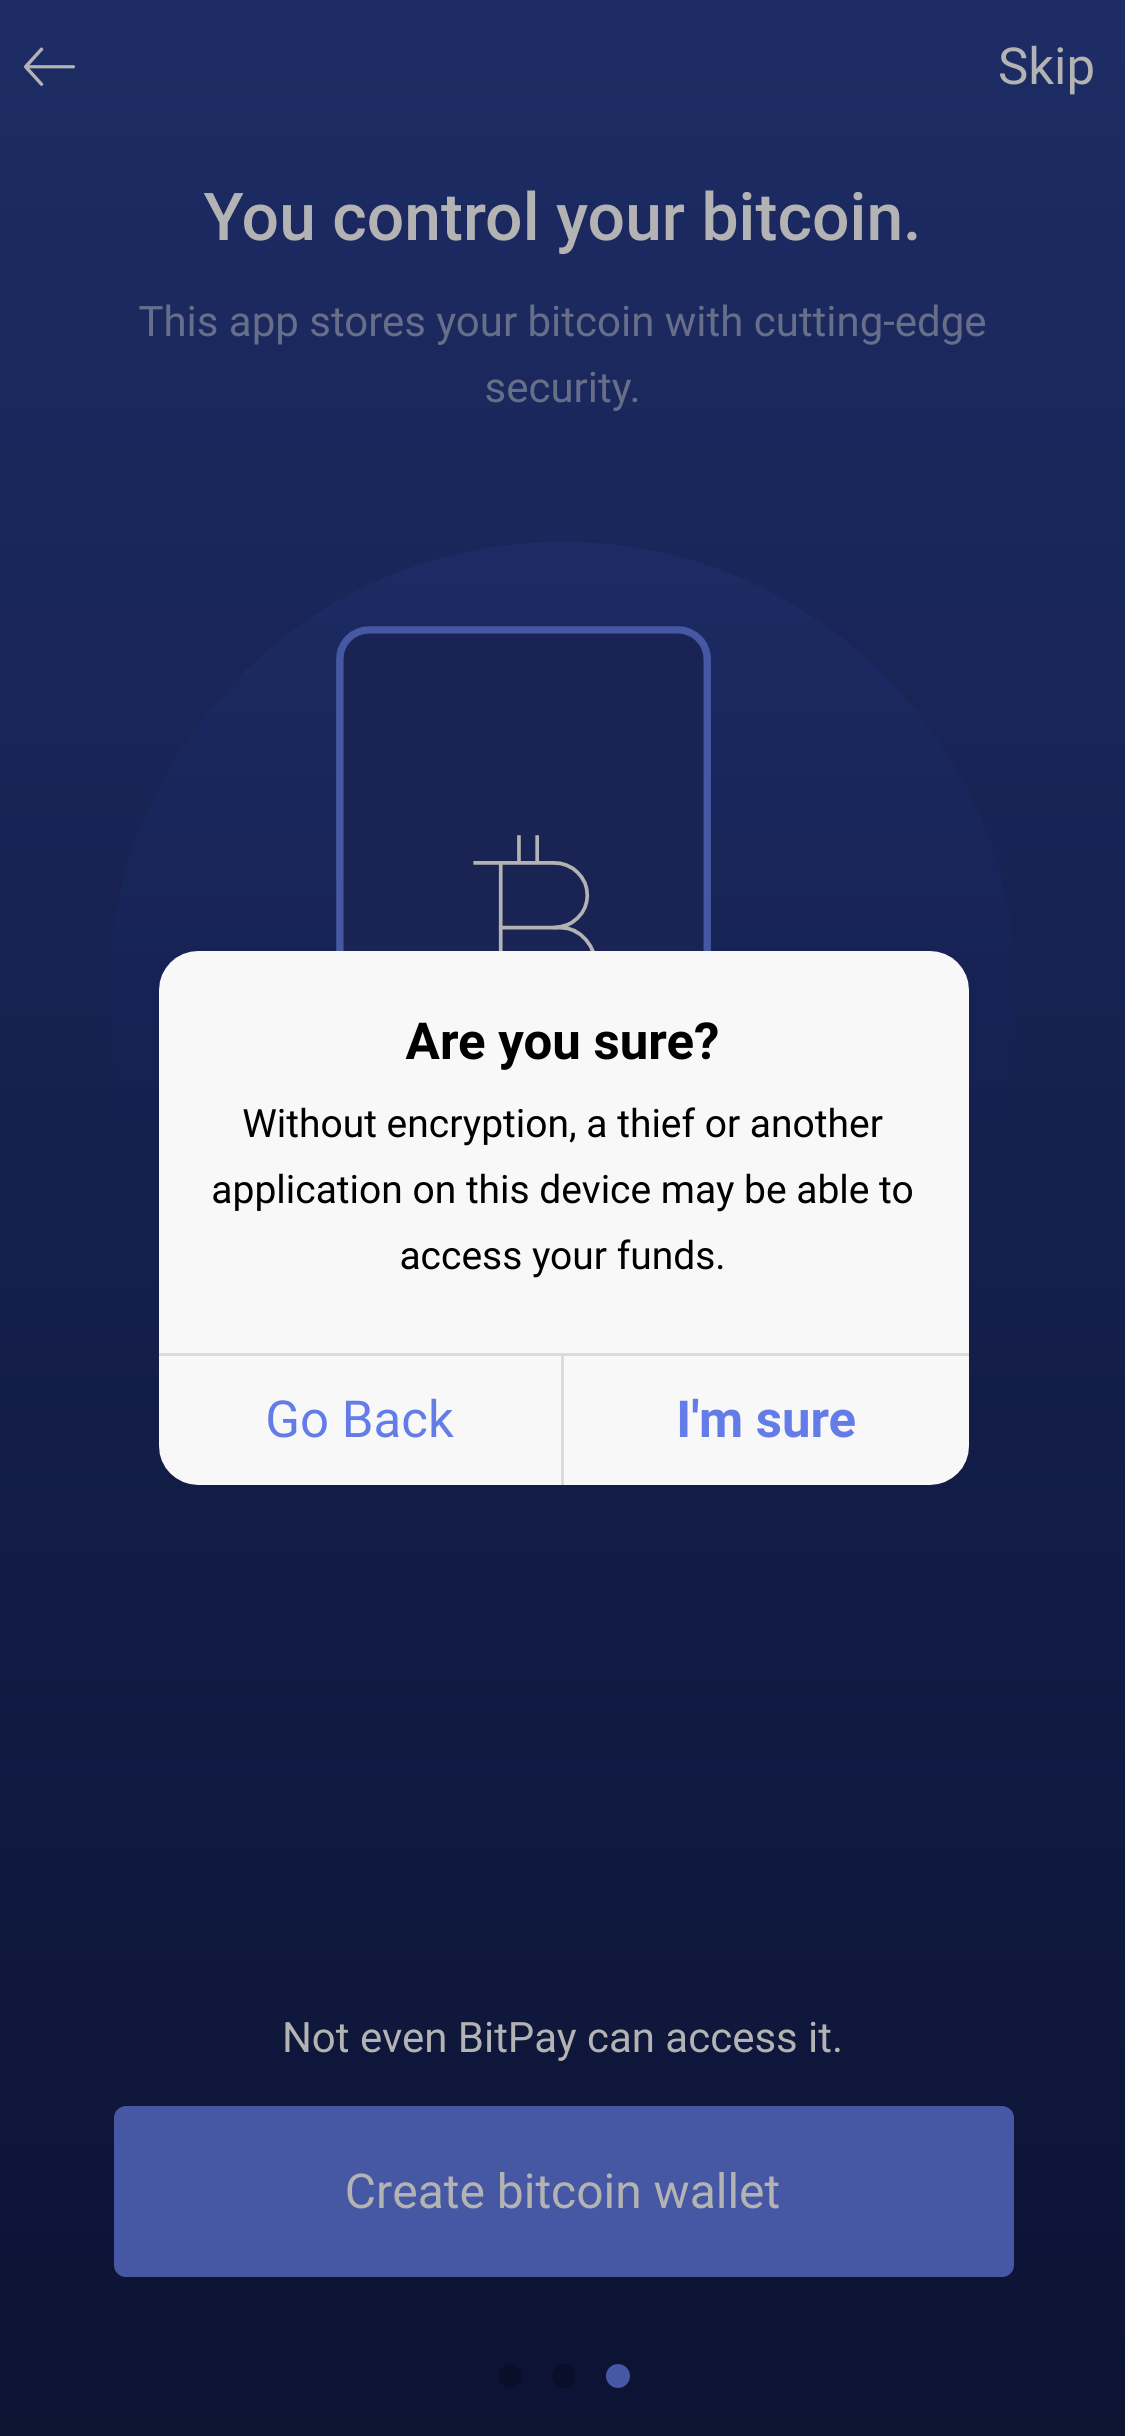 Skip
You control your bitcoin.
This app stores your bitcoin with cutting-edge
security.
Are you sure?
Without encryption, a thief or another
application on this device may be able to
access your funds.
Go Back
I'm sure
Not even BitPay can access it.
Create bitcoin wallet